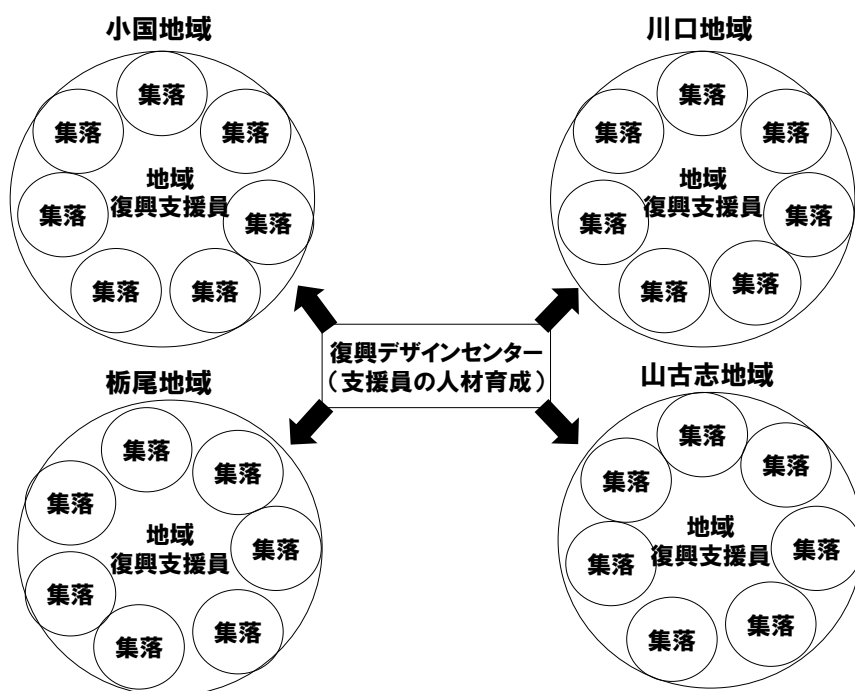 小国地域
集落
集落
集落
地域
復興支援員
集落
集落
集落
集落
川口地域
集落
集落
集落
地域
復興支援員
集落
集落
集落
集落
復興デザインセンター
（支援員の人材育成）
栃尾地域
集落
集落
集落
地域
復興支援員
集落
集落
集落
集落
山古志地域
集落
集落
集落
地域
復興支援員
集落
集落
集落
集落